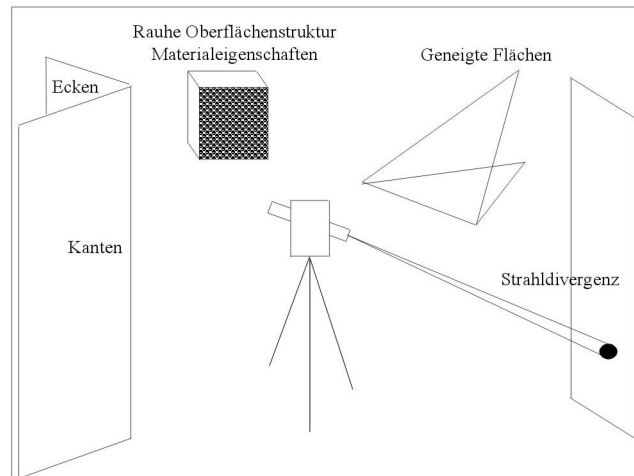 Rauhe Oberflächenstruktur
Materialeigenschaften
Geneigte Flächen
Ecken
Kanten
Strahldivergenz